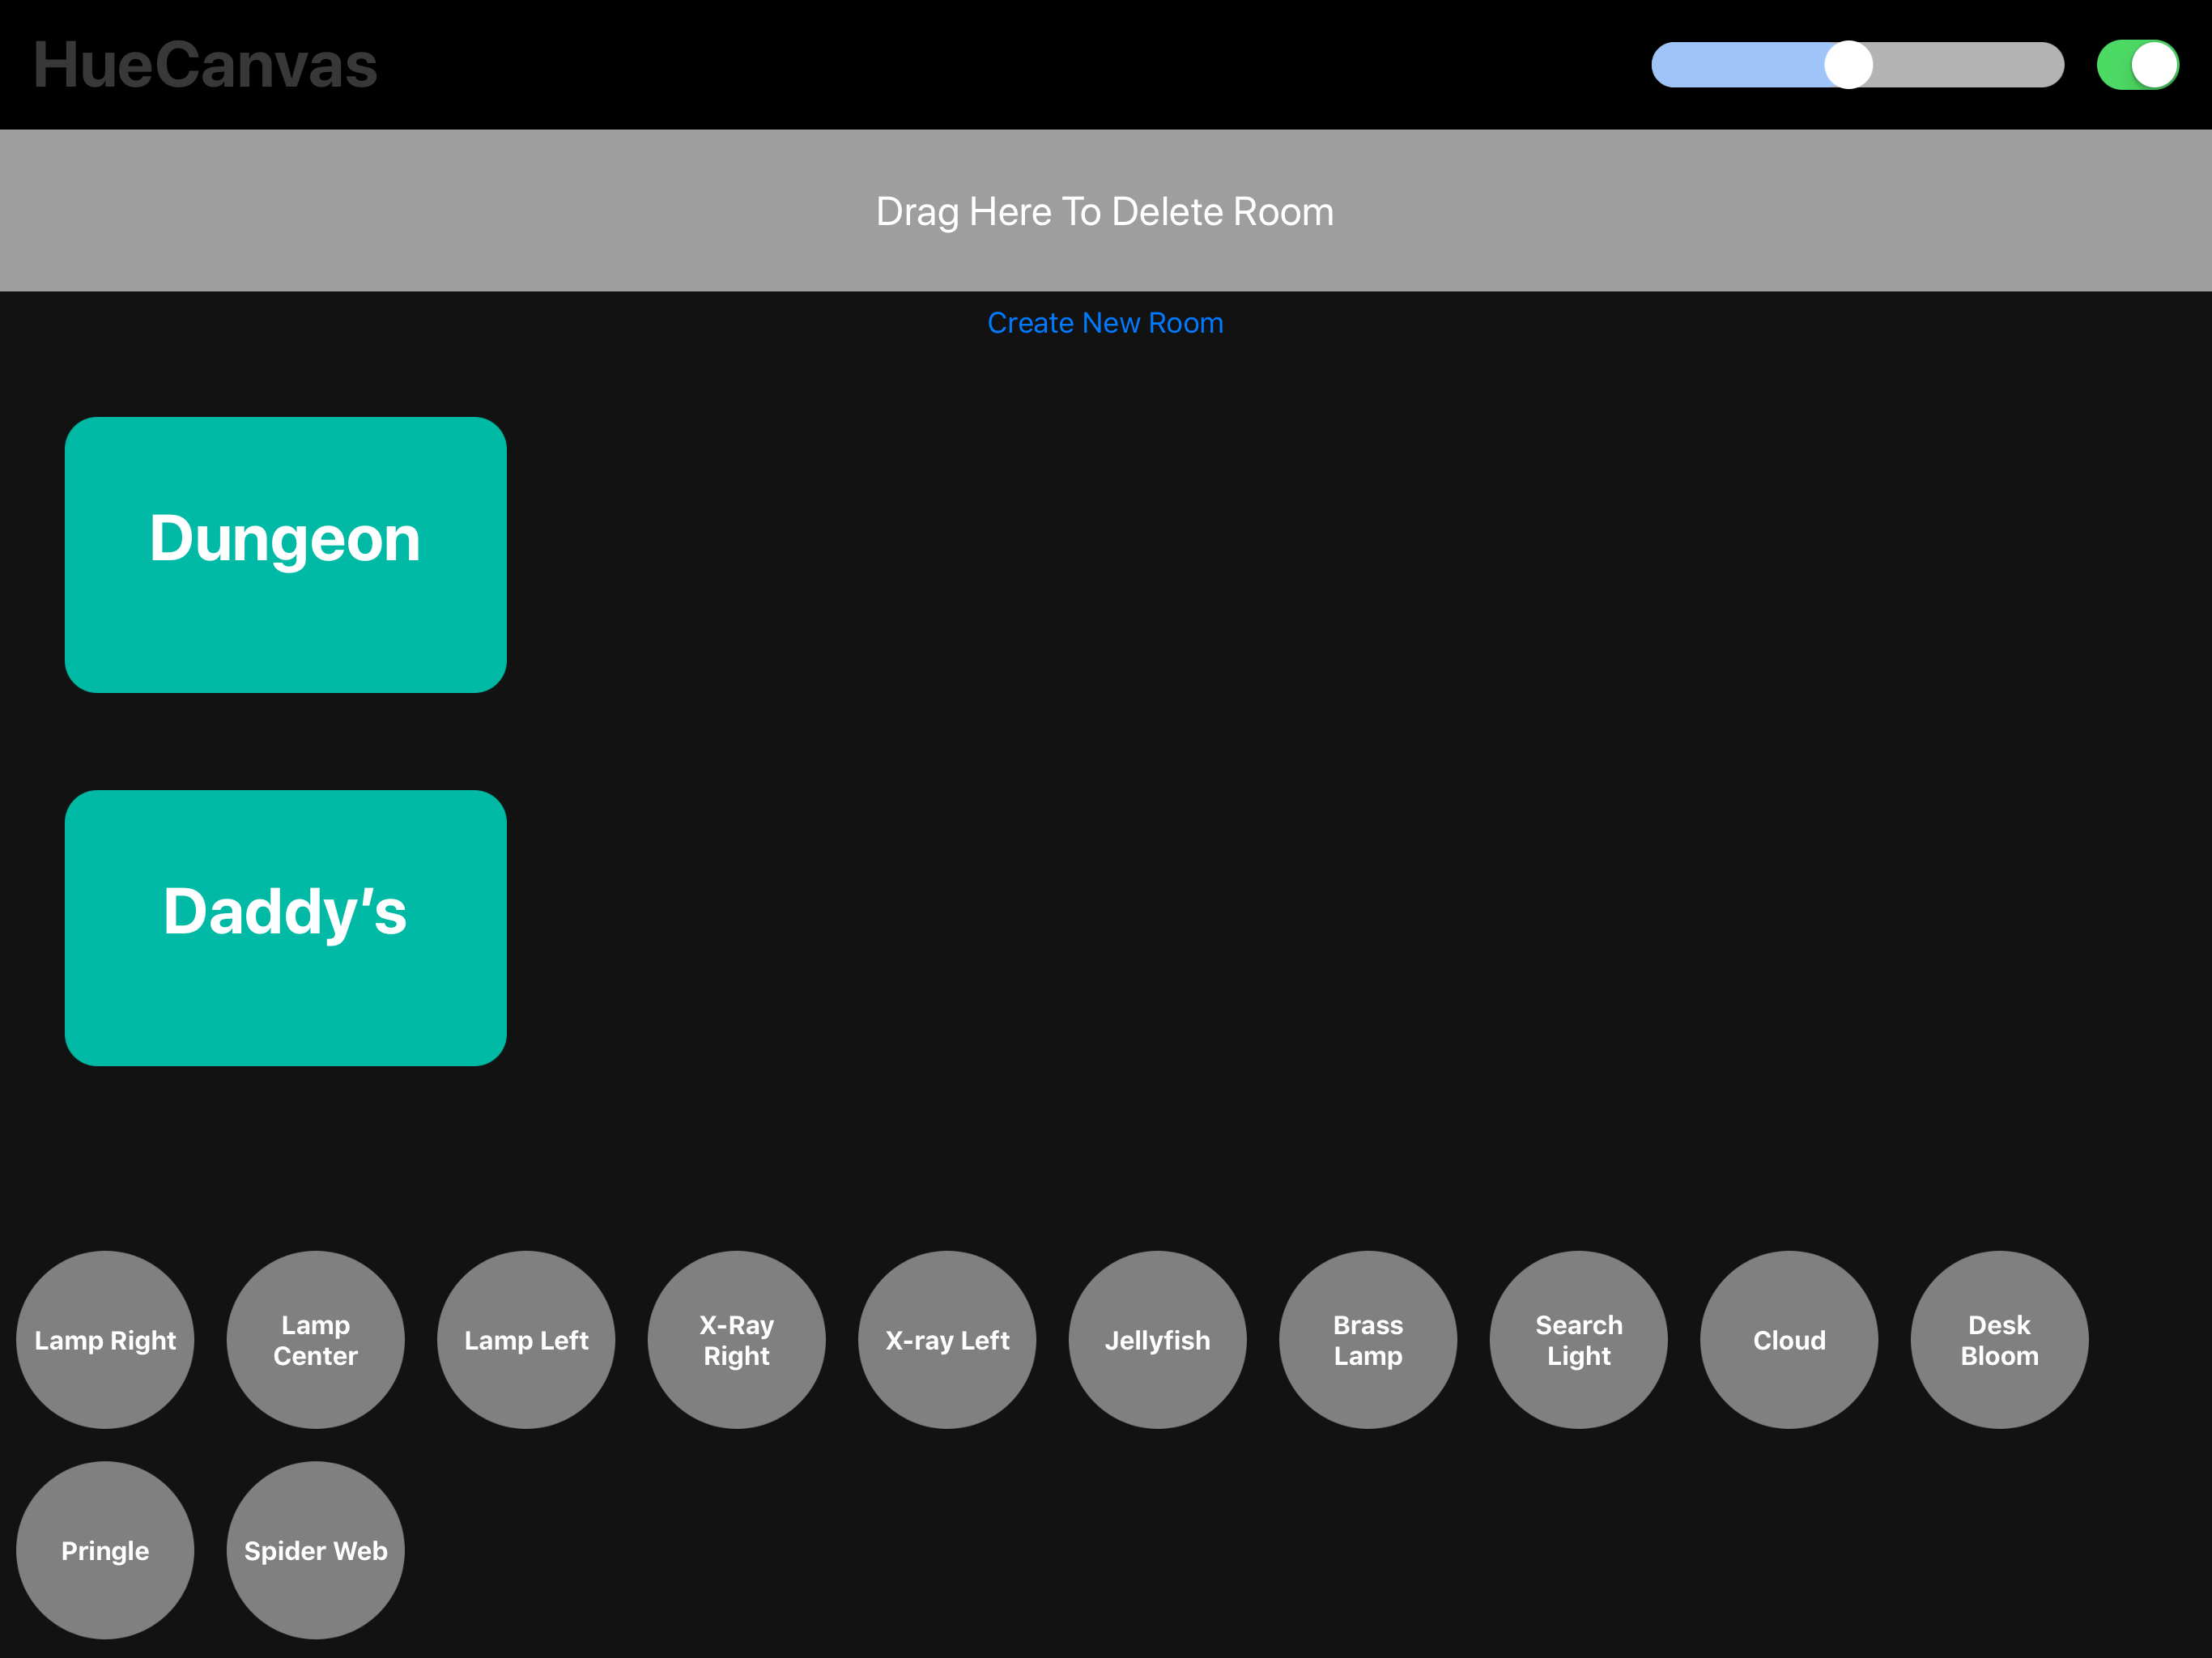 HueCanvas
Drag Here To Delete Room
Create New Room
Dungeon
Daddy’s
Lamp Right
Lamp
Center
Lamp Left
X-Ray
Right
X-ray Left
Jellyfish
Brass
Lamp
Search
Light
Cloud
Desk
Bloom
Pringle
Spider Web